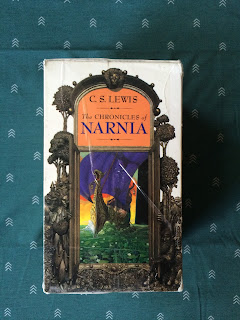 C. S. LEWIS
The CHRONICLES of
NARNIA